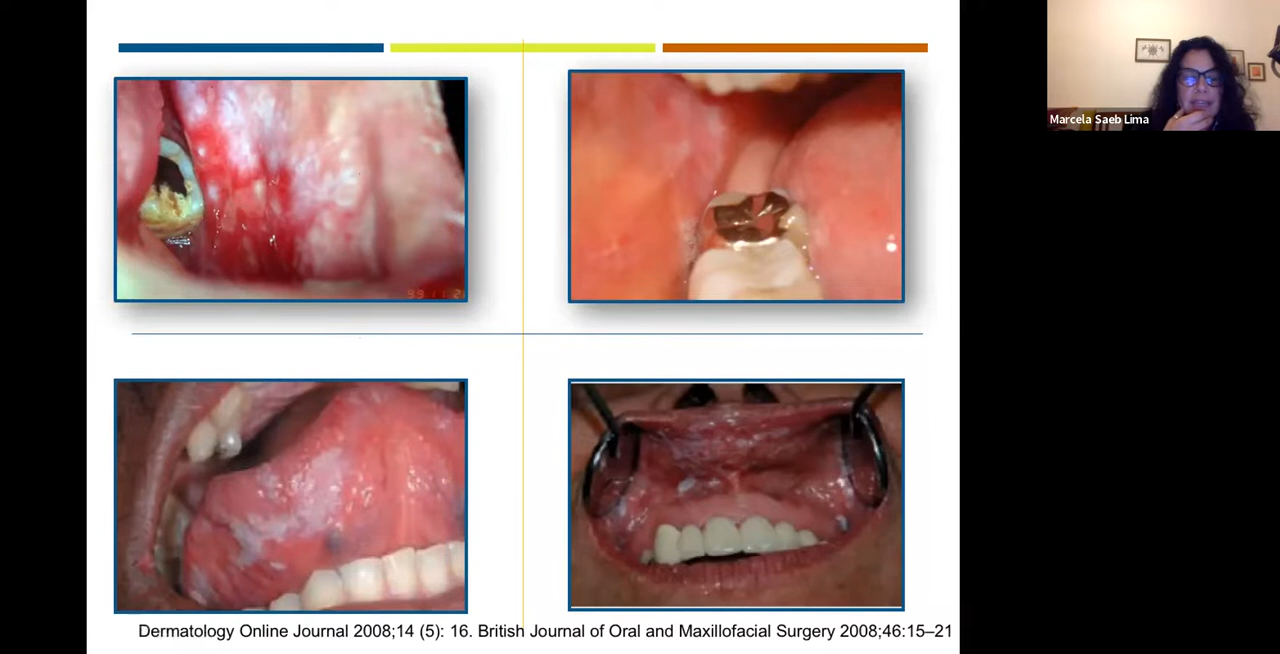 Marcela Saeb Lima
Dermatology Online Journal 2008;14 (5): 16. British Journal of Oral and Maxillofacial Surgery 2008;46:15–21